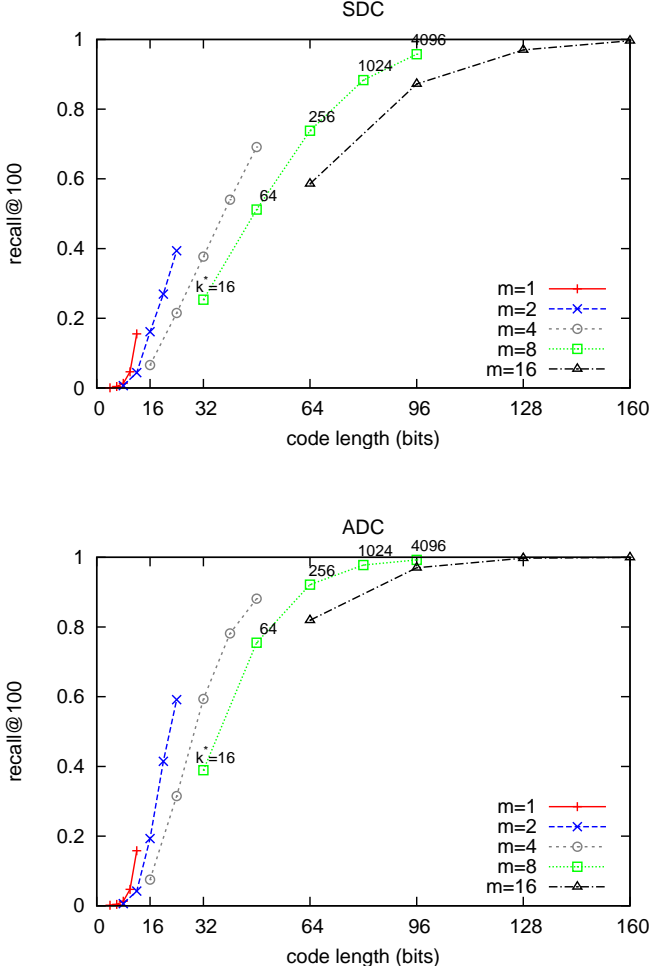 SDC
1
0.8
0.6
0.4
0.2
0
recall@100
4096
1024
256
64
k*=16
m=1
m=2
m=4
m=8
m=16
0 16 32 64 96 128 160
code length (bits)
ADC
1
0.8
0.6
0.4
0.2
0
recall@100
4096
1024
256
64
k*=16
m=1
m=2
m=4
m=8
m=16
0 16 32 64 96 128 160
code length (bits)